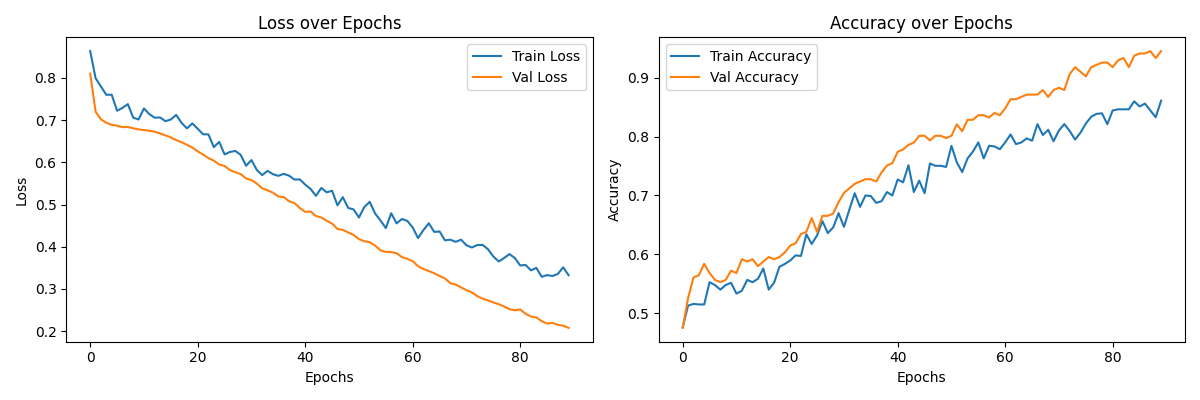 Loss over Epochs
Train Loss
Val Loss
0.8
0.7
0.6
0.5
0.4
0.3
0.2
Loss
0
20
40
60
80
Epochs
Accuracy over Epochs
Train Accuracy
Val Accuracy
0.9
0.8
0.7
0.6
0.5
Accuracy
0
20
40
60
80
Epochs